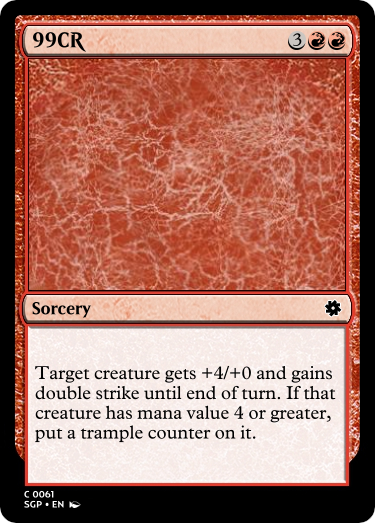 99CR 3
Sorcery
Target creature gets +4/+0 and gains
double strike until end of turn. If that
creature has mana value 4 or greater,
put a trample counter on it.
C 0061
SGP • EN